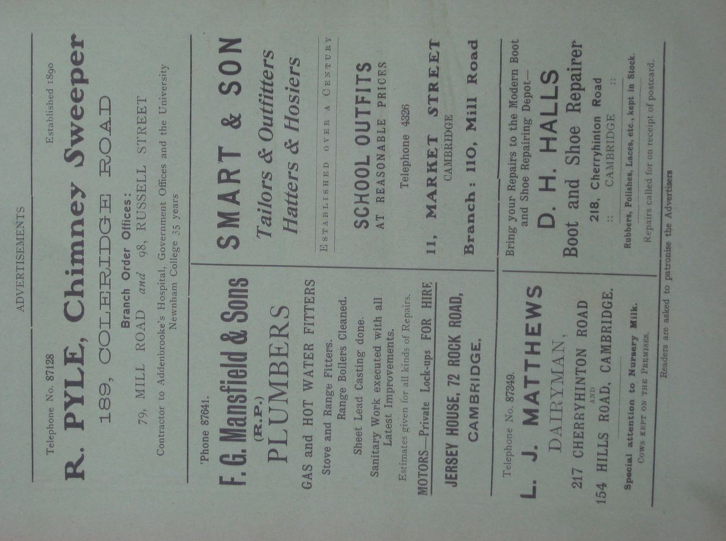 ADVERTISEMENTS
Telephone No. 87128 Established 1890
R. PYLE, Chimney Sweeper
189, COLERIDGE ROAD
Branch Order Offices:
79, MILL ROAD and 98, RUSSELL STREET
Contractor to Addenbrooke's Hospital, Government Offices and the University
Newnham College 35 years
'Phone 87641.
F. G. Mansfield & Sons
(R.P.)
PLUMBERS
GAS and HOT WATER FITTERS
Stove and Range Fitters.
Range Boilers Cleaned.
Sheet Lead Casting done.
Sanitary Work executed with all
Latest Improvements.
Estimates given for all kinds of Repairs.
MOTORS—Private Lock-ups FOR HIRE
JERSEY HOUSE, 72 ROCK ROAD,
CAMBRIDGE.
SMART & SON
Tailors & Outfitters
Hatters & Hosiers
ESTABLISHED OVER A CENTURY
SCHOOL OUTFITS
AT REASONABLE PRICES
Telephone 4326
11, MARKET STREET
CAMBRIDGE
Branch: 110, Mill Road
Telephone No. 87349.
L. J. MATTHEWS
DAIRYMAN,
217 CHERRYHINTON ROAD
AND
154 HILLS ROAD, CAMBRIDGE.
Special attention to Nursery Milk.
COWS KEPT ON THE PREMISES.
Bring your Repairs to the Modern Boot
and Shoe Repairing Depot—
D. H. HALLS
Boot and Shoe Repairer
218, Cherryhinton Road
:: CAMBRIDGE ::
Rubbers, Polishes, Laces, etc., kept in Stock.
Repairs called for on receipt of postcard.
Readers are asked to patronise the Advertisers